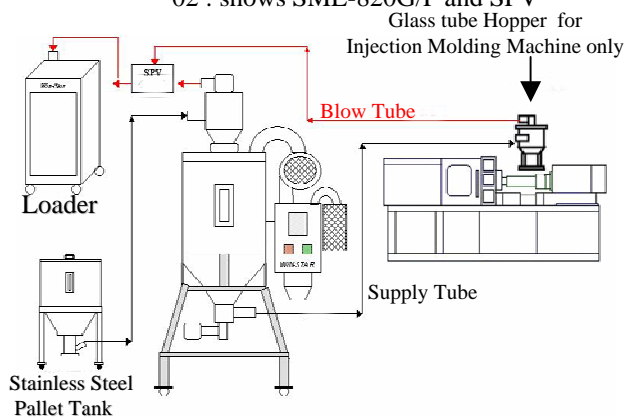 02 : shows SML-820G/P and SPV
Glass tube Hopper for
Injection Molding Machine only
SPV
Blow Tube
Loader
Supply Tube
Stainless Steel
Pallet Tank